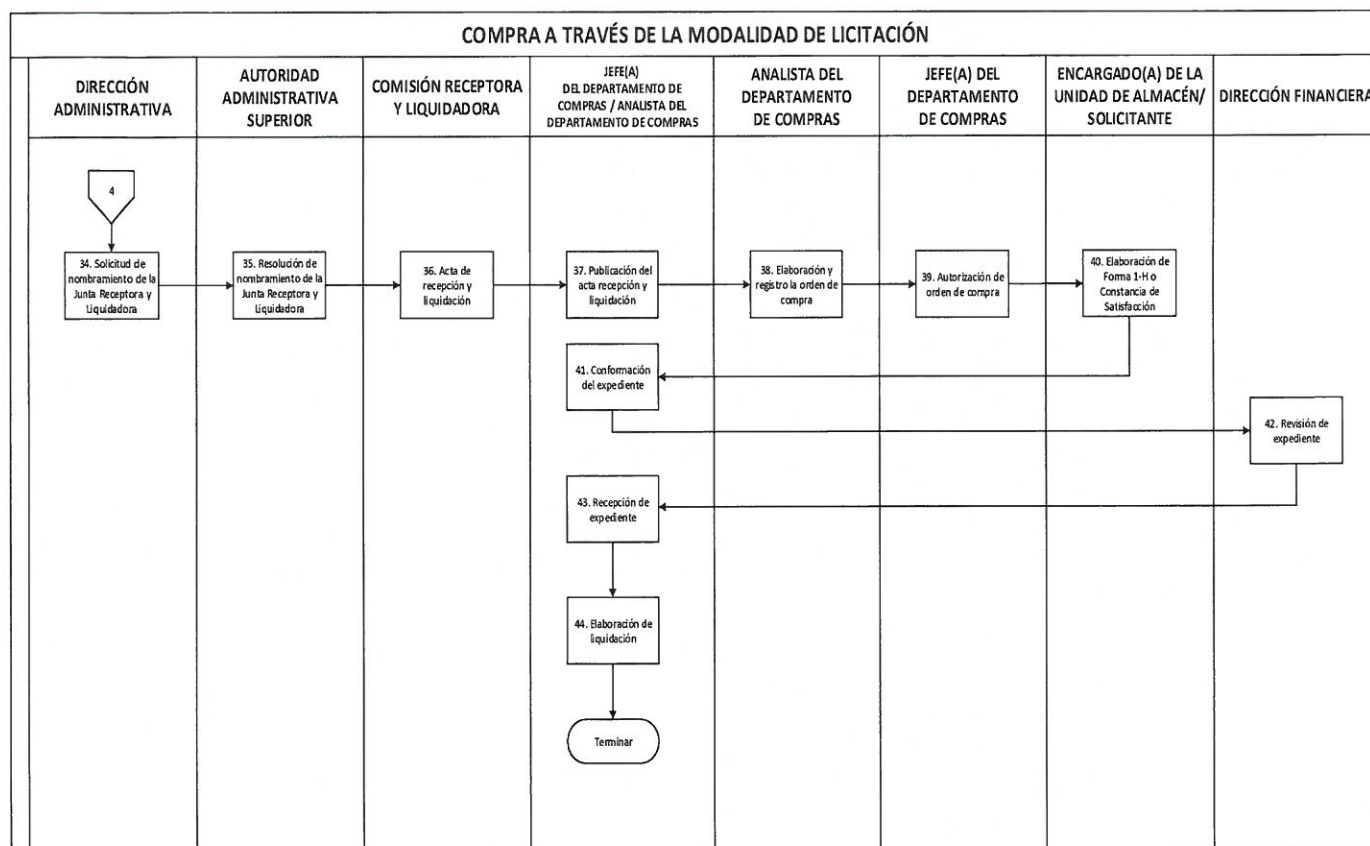 COMPRA A TRAVÉS DE LA MODALIDAD DE LICITACIÓN
DIRECCIÓN
ADMINISTRATIVA
AUTORIDAD
ADMINISTRATIVA
SUPERIOR
COMISIÓN RECEPTORA
Y LIQUIDADORA
JEFE(A)
DEL DEPARTAMENTO DE
COMPRAS / ANALISTA DEL
DEPARTAMENTO DE COMPRAS
ANALISTA DEL
DEPARTAMENTO
DE COMPRAS
JEFE(A) DEL
DEPARTAMENTO
DE COMPRAS
ENCARGADO(A) DE LA
UNIDAD DE ALMACÉN/
SOLICITANTE
DIRECCIÓN FINANCIERA
4
34. Solicitud de
nombramiento de la
Junta Receptora y
Liquidadora
35. Resolución de
nombramiento de la
Junta Receptora y
Liquidadora
36. Acta de
recepción y
liquidación
37. Publicación del
acta recepción y
liquidación
38. Elaboración y
registro la orden de
compra
39. Autorización de
orden de compra
40. Elaboración de
Forma 1-H o
Constancia de
Satisfacción
41. Conformación
del expediente
42. Revisión de
expediente
43. Recepción de
expediente
44. Elaboración de
liquidación
Terminar